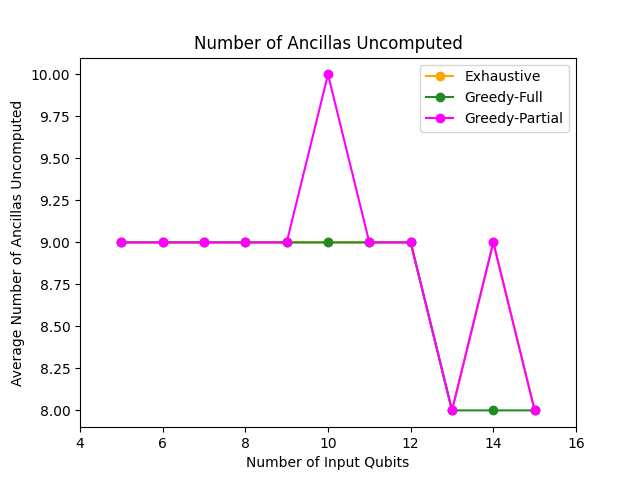 Number of Ancillas Uncomputed
Average Number of Ancillas Uncomputed
10.00
9.75
9.50
9.25
9.00
8.75
8.50
8.25
8.00
Exhaustive
Greedy-Full
Greedy-Partial
4 6 8 10 12 14 16
Number of Input Qubits